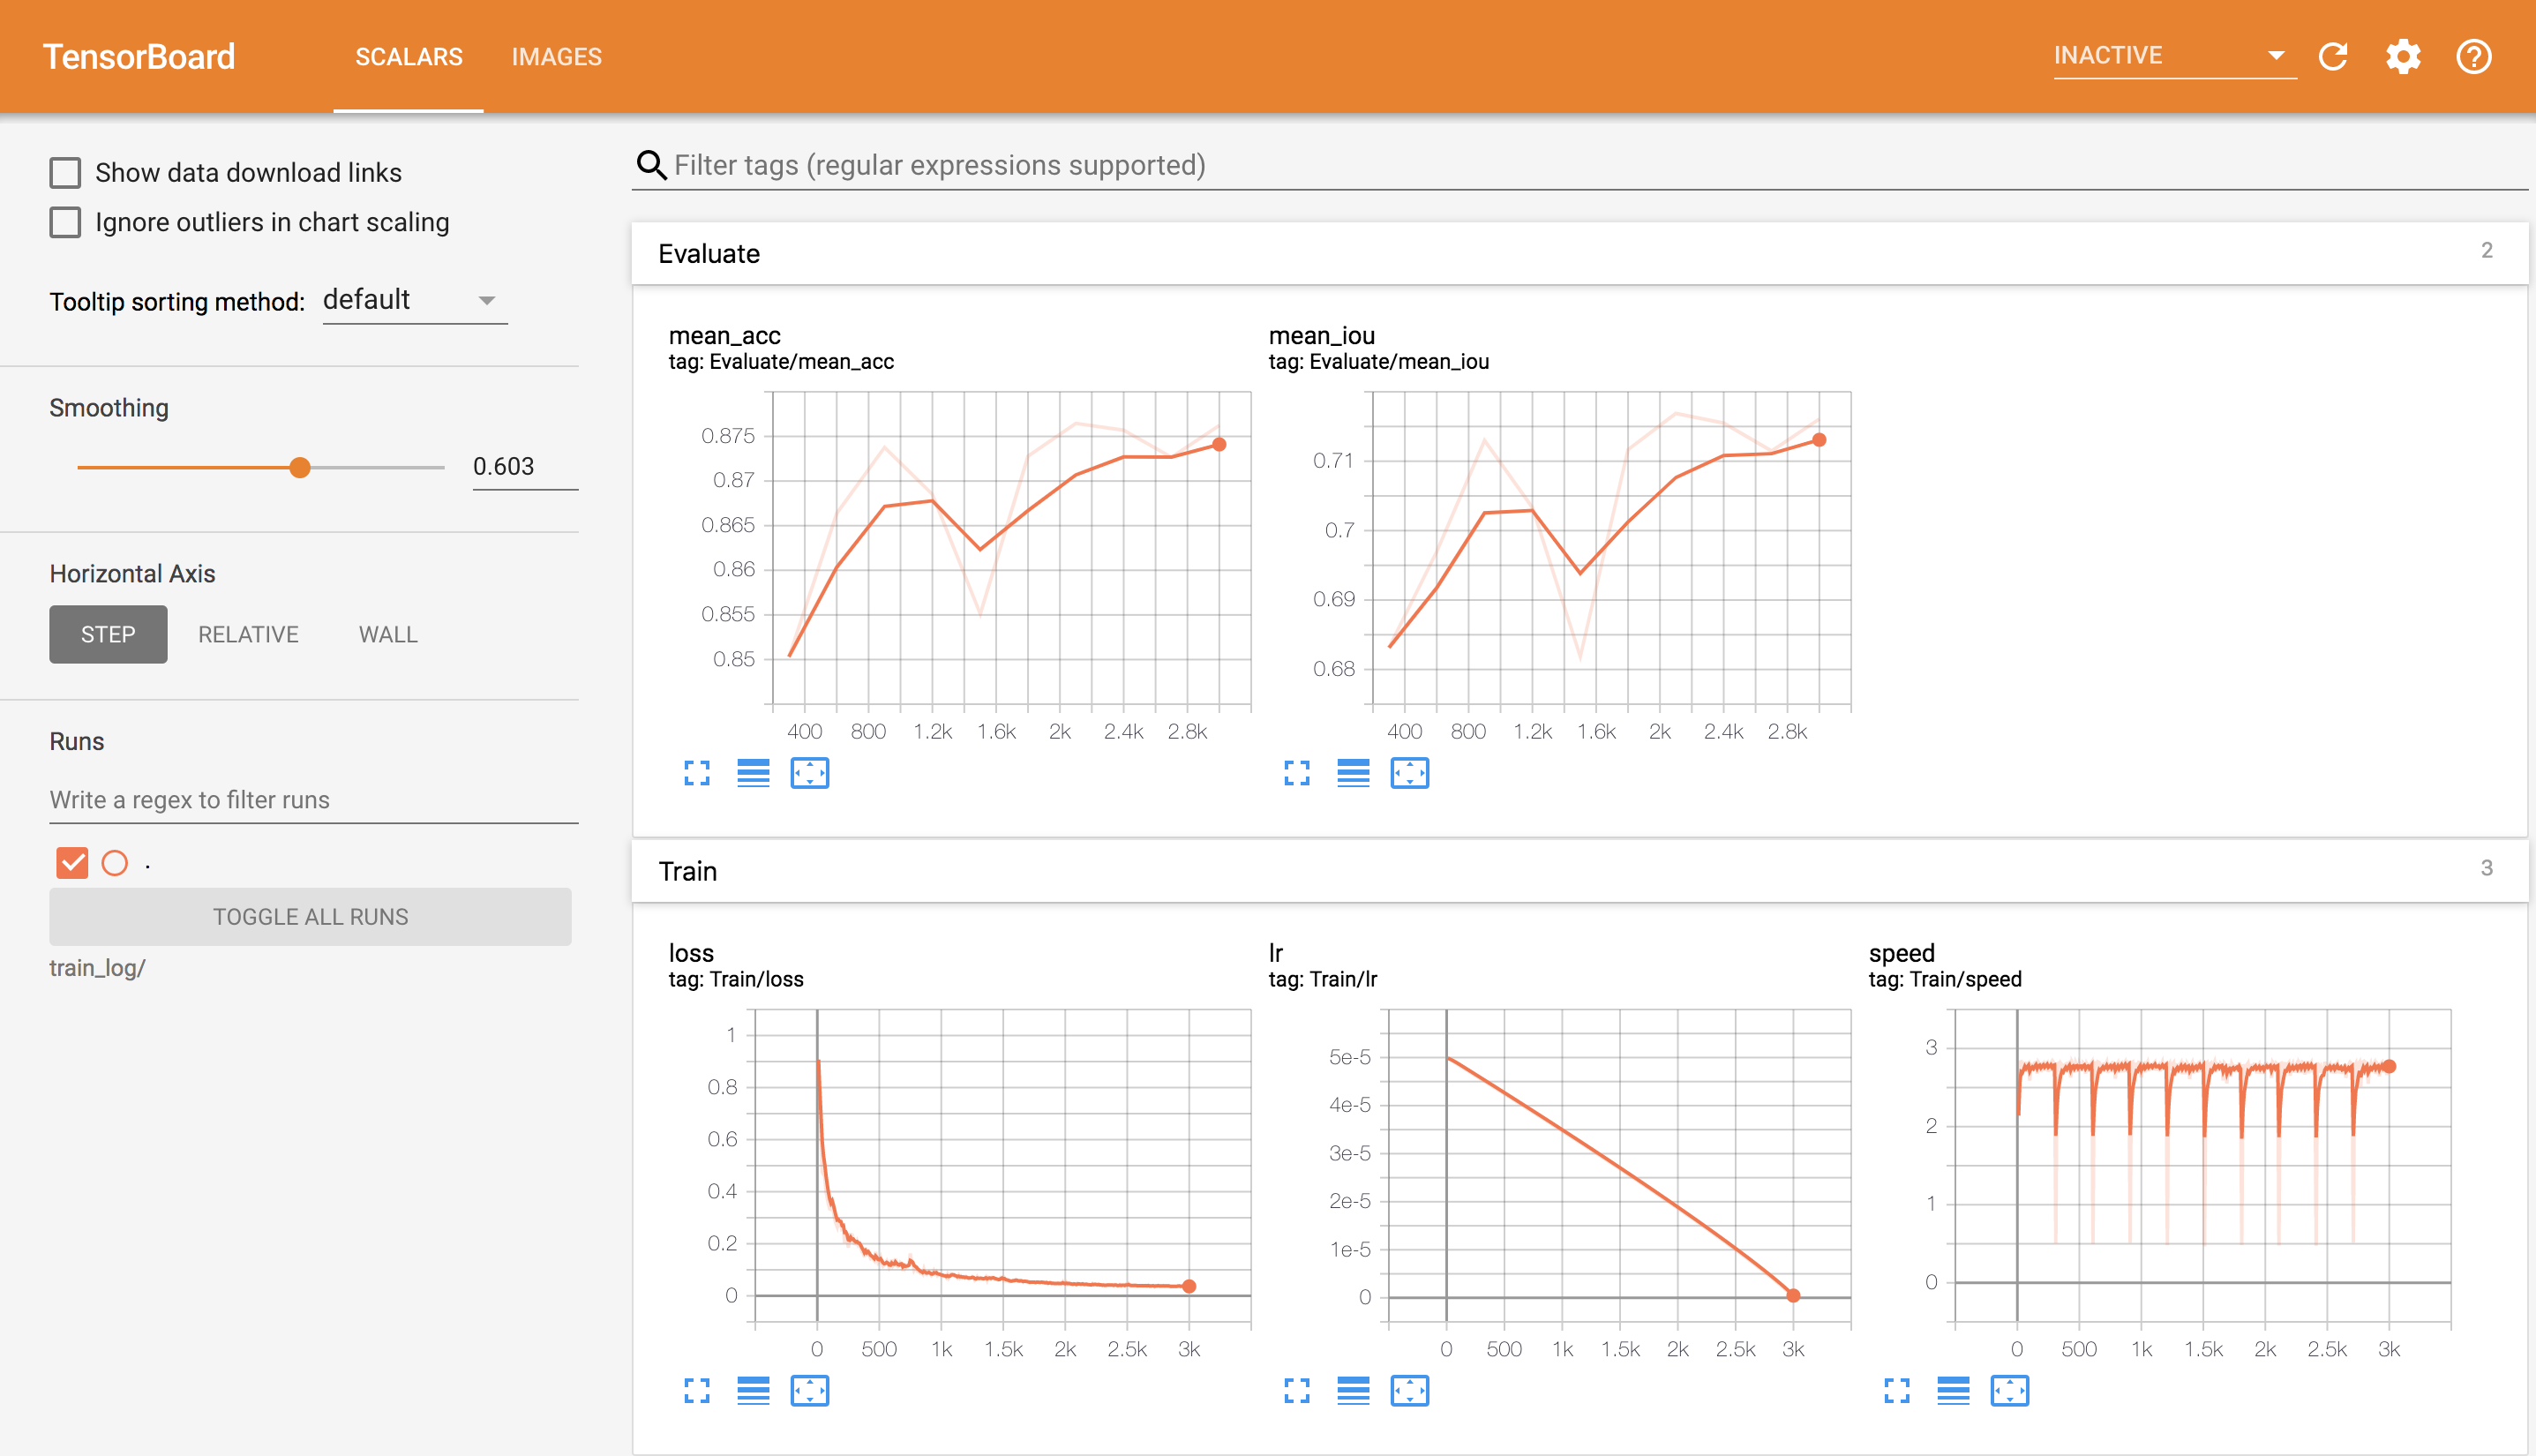 TensorBoard
SCALARS
IMAGES
INACTIVE
Show data download links
Ignore outliers in chart scaling
Tooltip sorting method: default
Smoothing
0.603
Horizontal Axis
STEP
RELATIVE
WALL
Runs
Write a regex to filter runs
.
TOGGLE ALL RUNS
train_log/
Filter tags (regular expressions supported)
Evaluate
2
mean_acc
tag: Evaluate/mean_acc
0.875
0.87
0.865
0.86
0.855
0.85
400 800 1.2k 1.6k 2k 2.4k 2.8k
mean_iou
tag: Evaluate/mean_iou
0.71
0.7
0.69
0.68
400 800 1.2k 1.6k 2k 2.4k 2.8k
Train
3
loss
tag: Train/loss
1
0.8
0.6
0.4
0.2
0
0 500 1k 1.5k 2k 2.5k 3k
lr
tag: Train/lr
5e-5
4e-5
3e-5
2e-5
1e-5
0
0 500 1k 1.5k 2k 2.5k 3k
speed
tag: Train/speed
3
2
1
0
0 500 1k 1.5k 2k 2.5k 3k